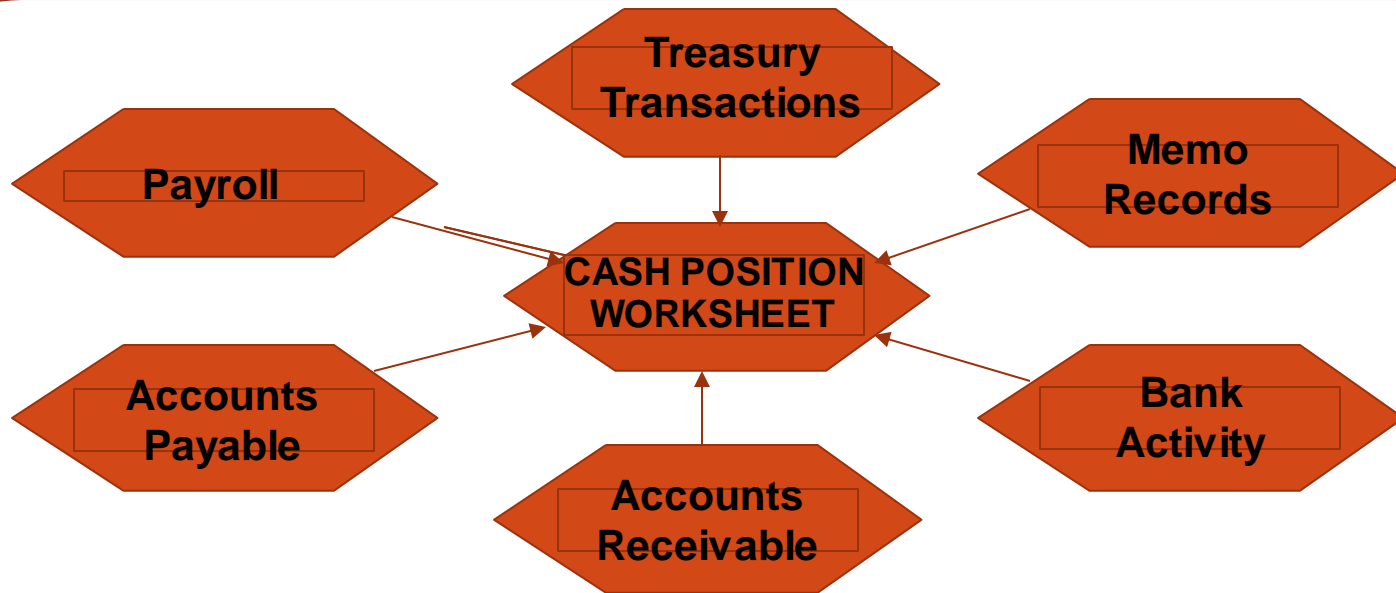 Treasury
Transactions
Payroll
Memo
Records
CASH POSITION
WORKSHEET
Accounts
Payable
Bank
Activity
Accounts
Receivable